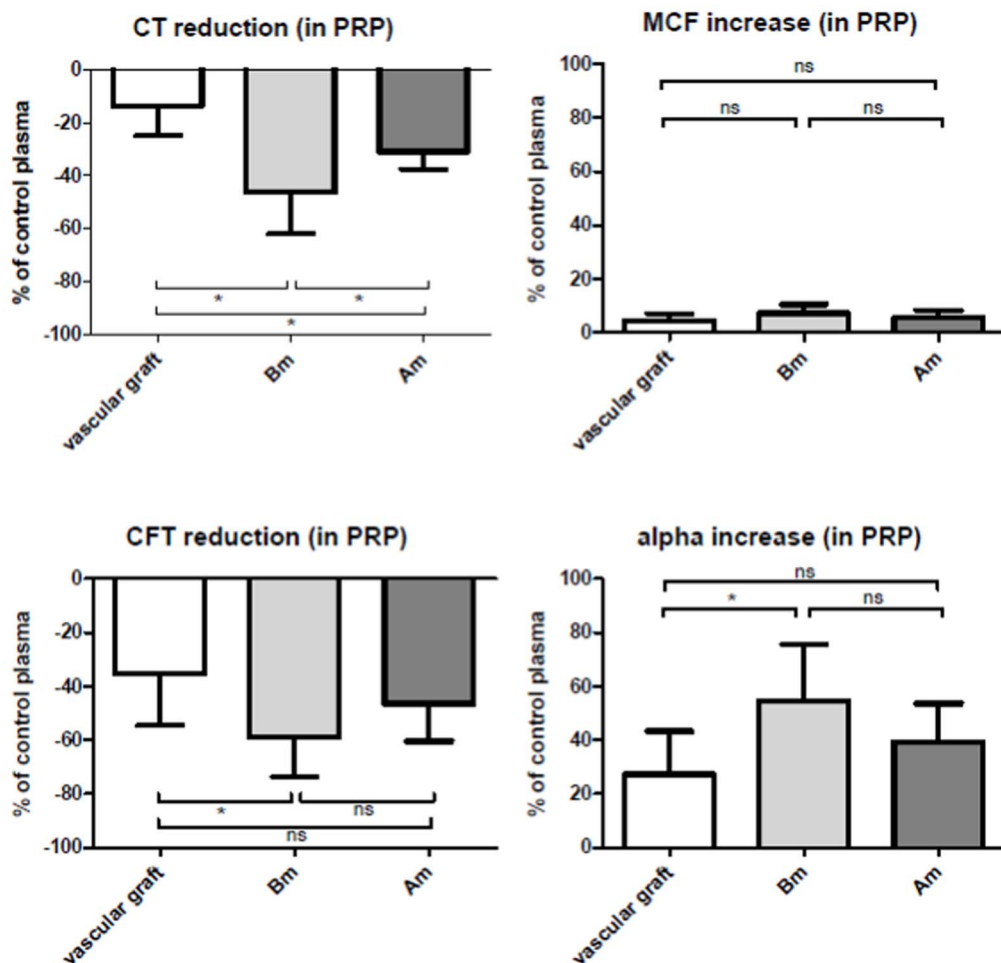 CT reduction (in PRP)
% of control plasma
0
-20
-40
-60
-80
-100
*
*
*
vascular graft
Bm
Am
MCF increase (in PRP)
% of control plasma
100
80
60
40
20
0
ns
ns
ns
vascular graft
Bm
Am
CFT reduction (in PRP)
% of control plasma
0
-20
-40
-60
-80
-100
*
ns
ns
vascular graft
Bm
Am
alpha increase (in PRP)
% of control plasma
100
80
60
40
20
0
ns
*
ns
vascular graft
Bm
Am